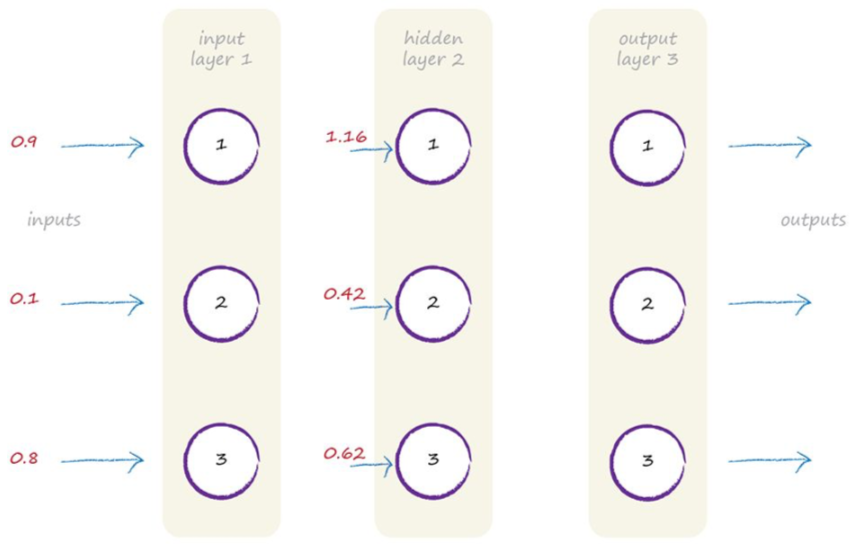 input
layer 1
hidden
layer 2
output
layer 3
0.9
1
1.16
1
1
inputs
outputs
0.1
2
0.42
2
2
0.8
3
0.62
3
3